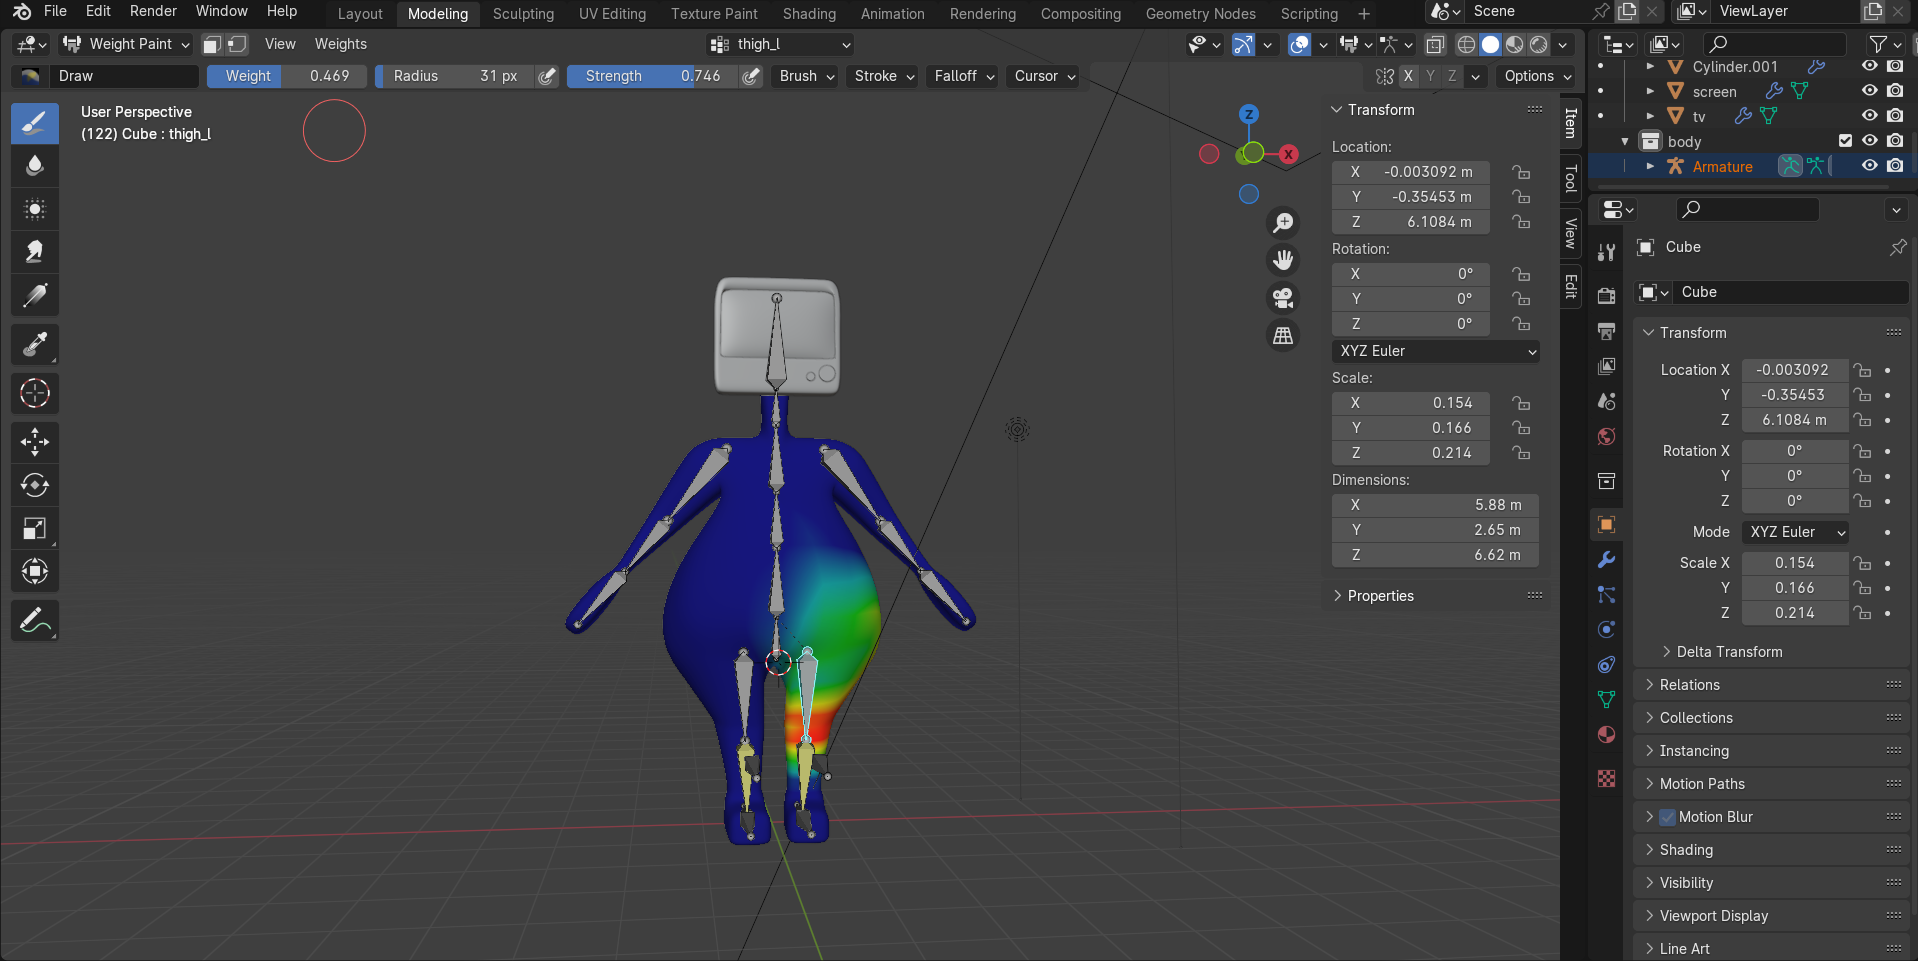 File Edit Render Window Help Layout Modeling Sculpting UV Editing Texture Paint Shading Animation Rendering Compositing Geometry Nodes Scripting + Scene ViewLayer
Weight Paint View Weights thigh_l
Draw Weight 0.469 Radius 31 px Strength 0.746 Brush Stroke Falloff Cursor X Y Z Options
User Perspective
(122) Cube : thigh_l
Z
X
Transform
Location:
X -0.003092 m
Y -0.35453 m
Z 6.1084 m
Rotation:
X 0°
Y 0°
Z 0°
XYZ Euler
Scale:
X 0.154
Y 0.166
Z 0.214
Dimensions:
X 5.88 m
Y 2.65 m
Z 6.62 m
Properties
Item
Tool
View
Edit
Cylinder.001
screen
tv
body
Armature
Cube
Cube
Transform
Location X -0.003092
Y -0.35453
Z 6.1084 m
Rotation X 0°
Y 0°
Z 0°
Mode XYZ Euler
Scale X 0.154
Y 0.166
Z 0.214
Delta Transform
Relations
Collections
Instancing
Motion Paths
Motion Blur
Shading
Visibility
Viewport Display
Line Art